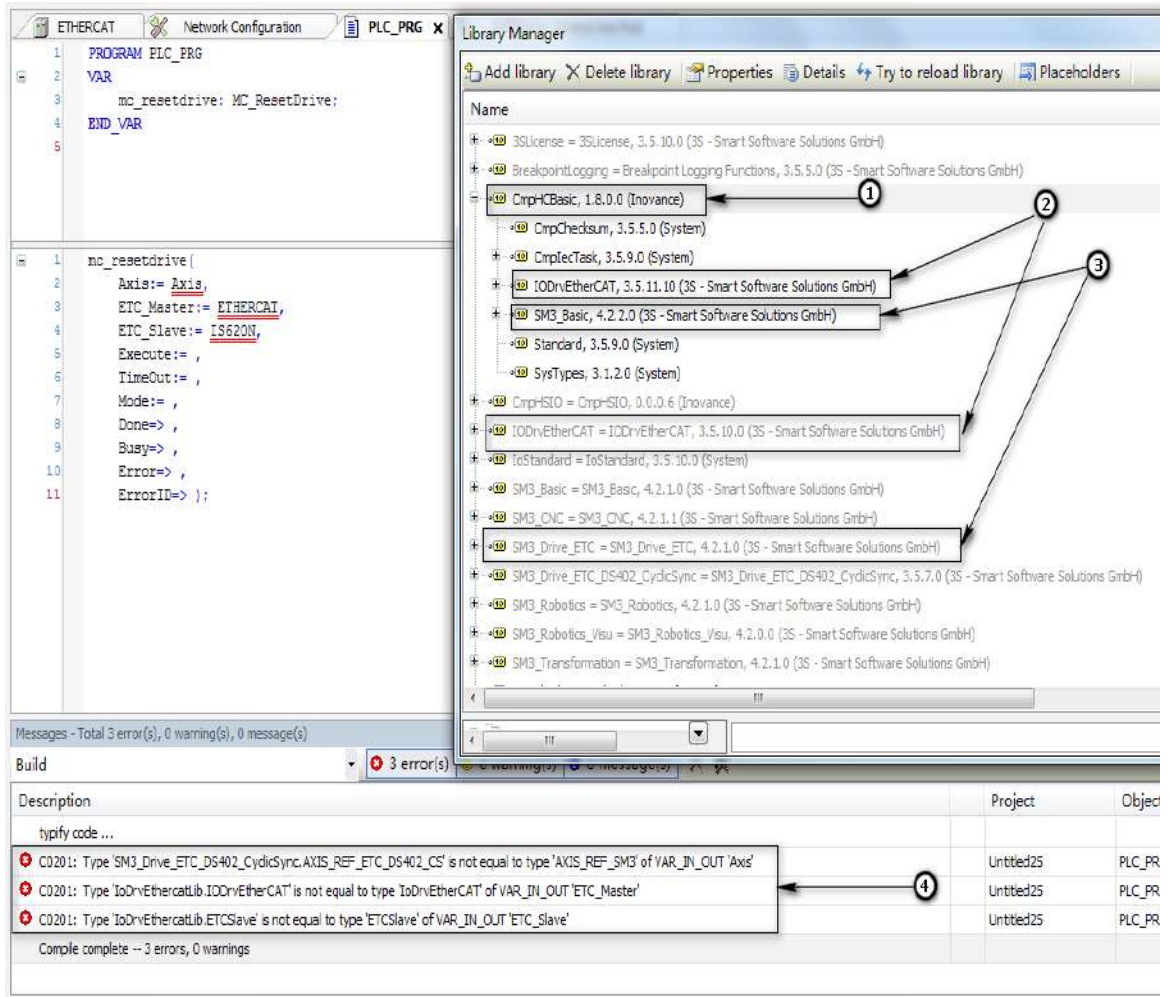 ETHERCAT Network Configuration PLC_PRG X
1 PROGRAM PLC_PRG
2 VAR
3 mc_resetdrive: MC_ResetDrive;
4 END_VAR
5
1 mc_resetdrive(
2 Axis:= Axis,
3 ETC_Master:= ETHERCAT,
4 ETC_Slave:= IS620N,
5 Execute:= ,
6 TimeOut:= ,
7 Mode:= ,
8 Done=> ,
9 Busy=> ,
10 Error=> ,
11 ErrorID=> );
Library Manager
Add library Delete library Properties Details Try to reload library Placeholders
Name
3SLicense = 3SLicense, 3.5.10.0 (3S - Smart Software Solutions GmbH)
BreakpointLogging = Breakpoint Logging Functions, 3.5.5.0 (3S - Smart Software Solutions GmbH)
CmpHCBasic, 1.8.0.0 (Inovance)
1
CmpChecksum, 3.5.5.0 (System)
2
CmpIecTask, 3.5.9.0 (System)
3
IODrvEtherCAT, 3.5.11.10 (3S - Smart Software Solutions GmbH)
SM3_Basic, 4.2.2.0 (3S - Smart Software Solutions GmbH)
Standard, 3.5.9.0 (System)
SysTypes, 3.1.2.0 (System)
CmpHSIO = CmpHSIO, 0.0.0.6 (Inovance)
IODrvEtherCAT = IODrvEtherCAT, 3.5.10.0 (3S - Smart Software Solutions GmbH)
IoStandard = IoStandard, 3.5.10.0 (System)
SM3_Basic = SM3_Basic, 4.2.1.0 (3S - Smart Software Solutions GmbH)
SM3_CNC = SM3_CNC, 4.2.1.1 (3S - Smart Software Solutions GmbH)
SM3_Drive_ETC = SM3_Drive_ETC, 4.2.1.0 (3S - Smart Software Solutions GmbH)
SM3_Drive_ETC_DS402_CyclicSync = SM3_Drive_ETC_DS402_CyclicSync, 3.5.7.0 (3S - Smart Software Solutions GmbH)
SM3_Robotics = SM3_Robotics, 4.2.1.0 (3S - Smart Software Solutions GmbH)
SM3_Robotics_Visu = SM3_Robotics_Visu, 4.2.0.0 (3S - Smart Software Solutions GmbH)
SM3_Transformation = SM3_Transformation, 4.2.1.0 (3S - Smart Software Solutions GmbH)
Messages - Total 3 error(s), 0 warning(s), 0 message(s)
Build 3 error(s) 0 warning(s) 0 message(s)
Description Project Object
typify code ...
C0201: Type 'SM3_Drive_ETC_DS402_CyclicSync.AXIS_REF_ETC_DS402_CS' is not equal to type 'AXIS_REF_SM3' of VAR_IN_OUT 'Axis' Untitled25 PLC_PR
C0201: Type 'IoDrvEthercatLib.IODrvEtherCAT' is not equal to type 'IoDrvEtherCAT' of VAR_IN_OUT 'ETC_Master' Untitled25 PLC_PR
4
C0201: Type 'IoDrvEthercatLib.ETCSlave' is not equal to type 'ETCSlave' of VAR_IN_OUT 'ETC_Slave' Untitled25 PLC_PR
Compile complete -- 3 errors, 0 warnings